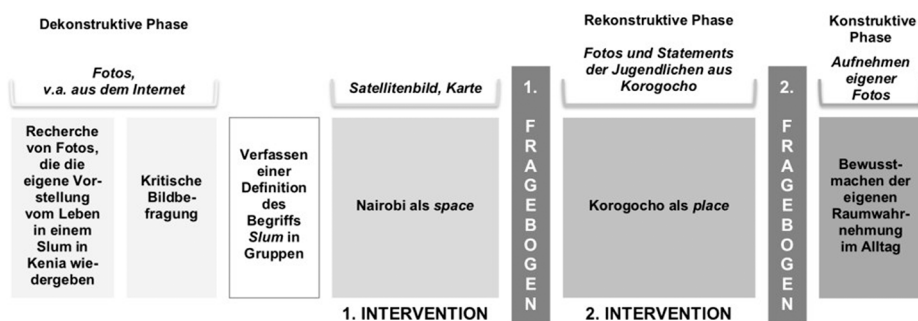 Dekonstruktive Phase
Fotos,
v.a. aus dem Internet
Recherche
von Fotos,
die die
eigene Vor-
stellung
vom Leben
in einem
Slum in
Kenia wie-
dergeben
Kritische
Bildbe-
fragung
Verfassen
einer
Definition
des
Begriffs
Slum in
Gruppen
Satellitenbild, Karte
Nairobi als space
1. INTERVENTION
1.
F
R
A
G
E
B
O
G
E
N
Rekonstruktive Phase
Fotos und Statements
der Jugendlichen aus
Korogocho
Korogocho als place
2. INTERVENTION
2.
F
R
A
G
E
B
O
G
E
N
Konstruktive
Phase
Aufnehmen
eigener
Fotos
Bewusst-
machen der
eigenen
Raumwahr-
nehmung
im Alltag